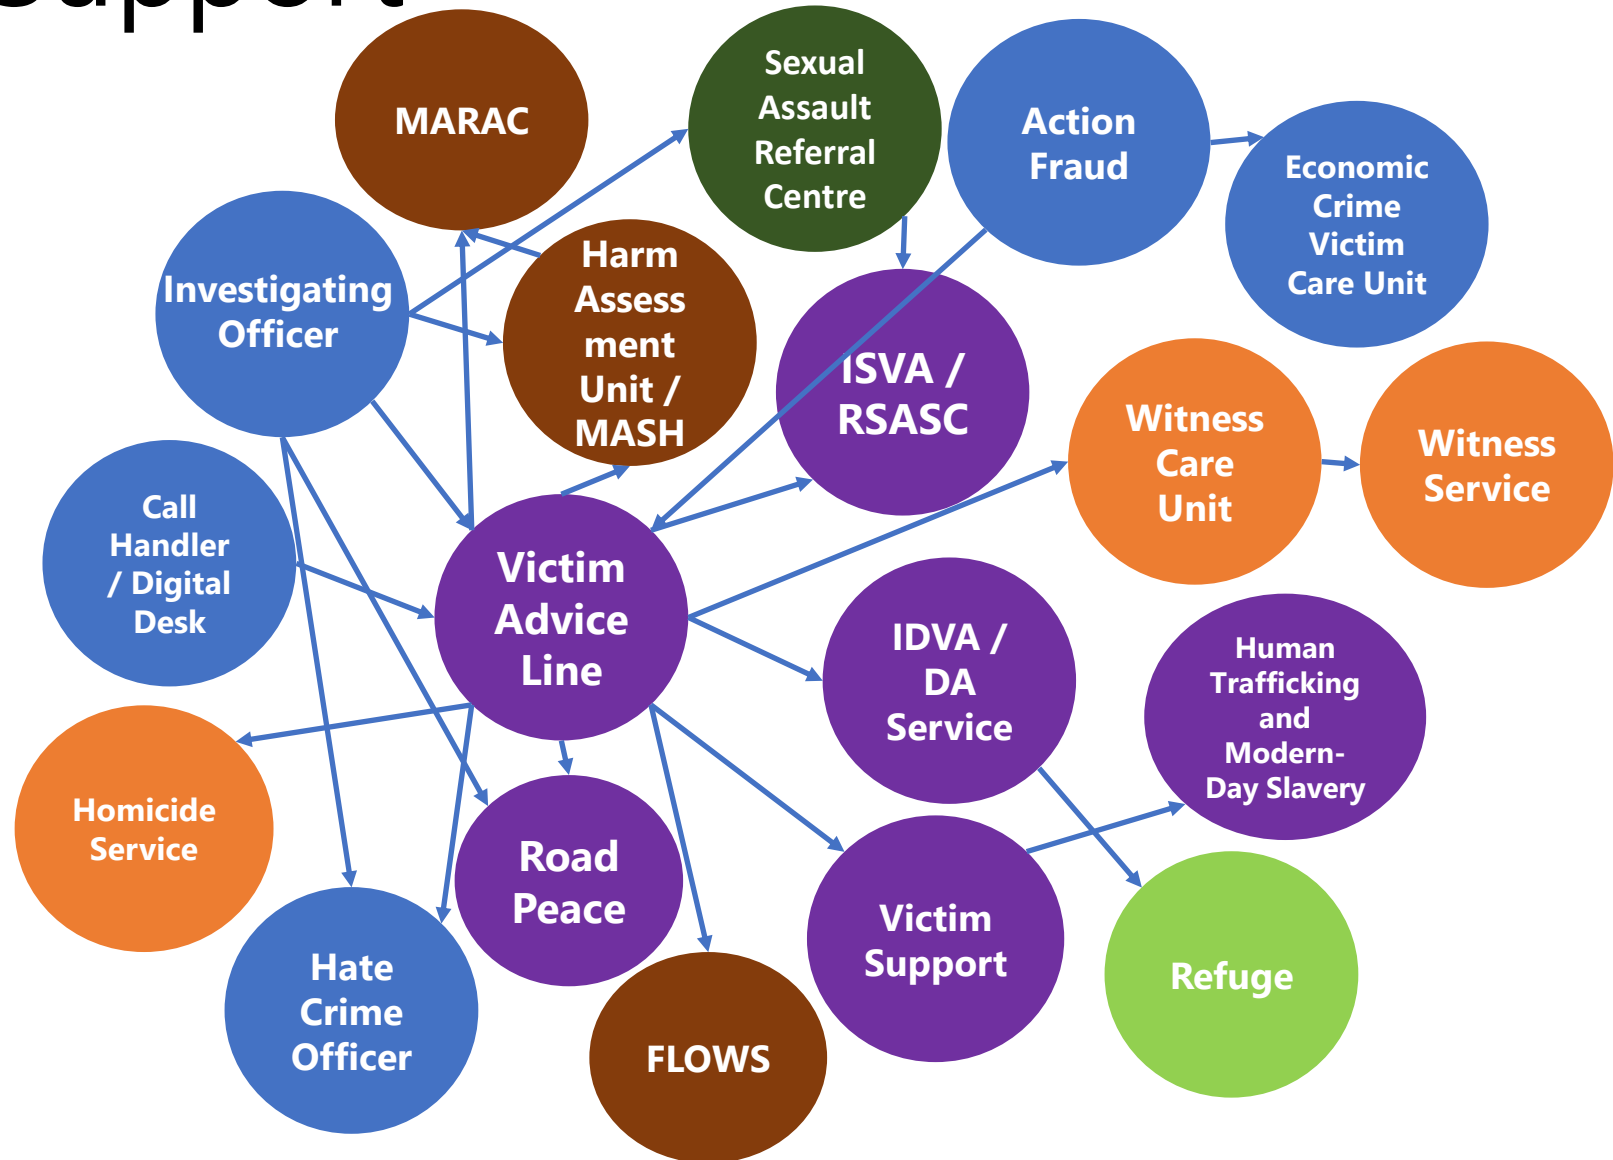 Support
MARAC
Sexual
Assault
Referral
Centre
Action
Fraud
Economic
Crime
Victim
Care Unit
Investigating
Officer
Harm
Assess
ment
Unit /
MASH
ISVA /
RSASC
Witness
Care
Unit
Witness
Service
Call
Handler
/ Digital
Desk
Victim
Advice
Line
IDVA /
DA
Service
Human
Trafficking
and
Modern-
Day Slavery
Homicide
Service
Road
Peace
Victim
Support
Refuge
Hate
Crime
Officer
FLOWS